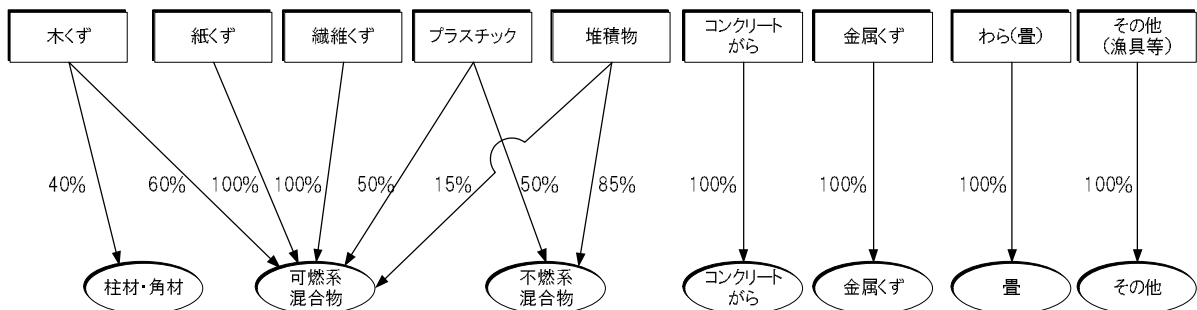 木くず
紙くず
繊維くず
プラスチック
堆積物
コンクリート
がら
金属くず
わら(畳)
その他
(漁具等)
40%
60%
100%
100%
50%
15%
50%
85%
100%
100%
100%
100%
柱材・角材
可燃系
混合物
不燃系
混合物
コンクリート
がら
金属くず
畳
その他